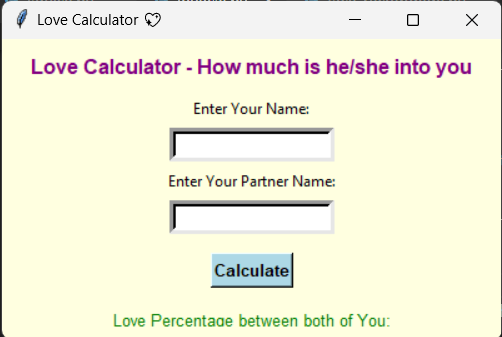 Love Calculator 💘
Love Calculator - How much is he/she into you
Enter Your Name:
Enter Your Partner Name:
Calculate
Love Percentage between both of You: